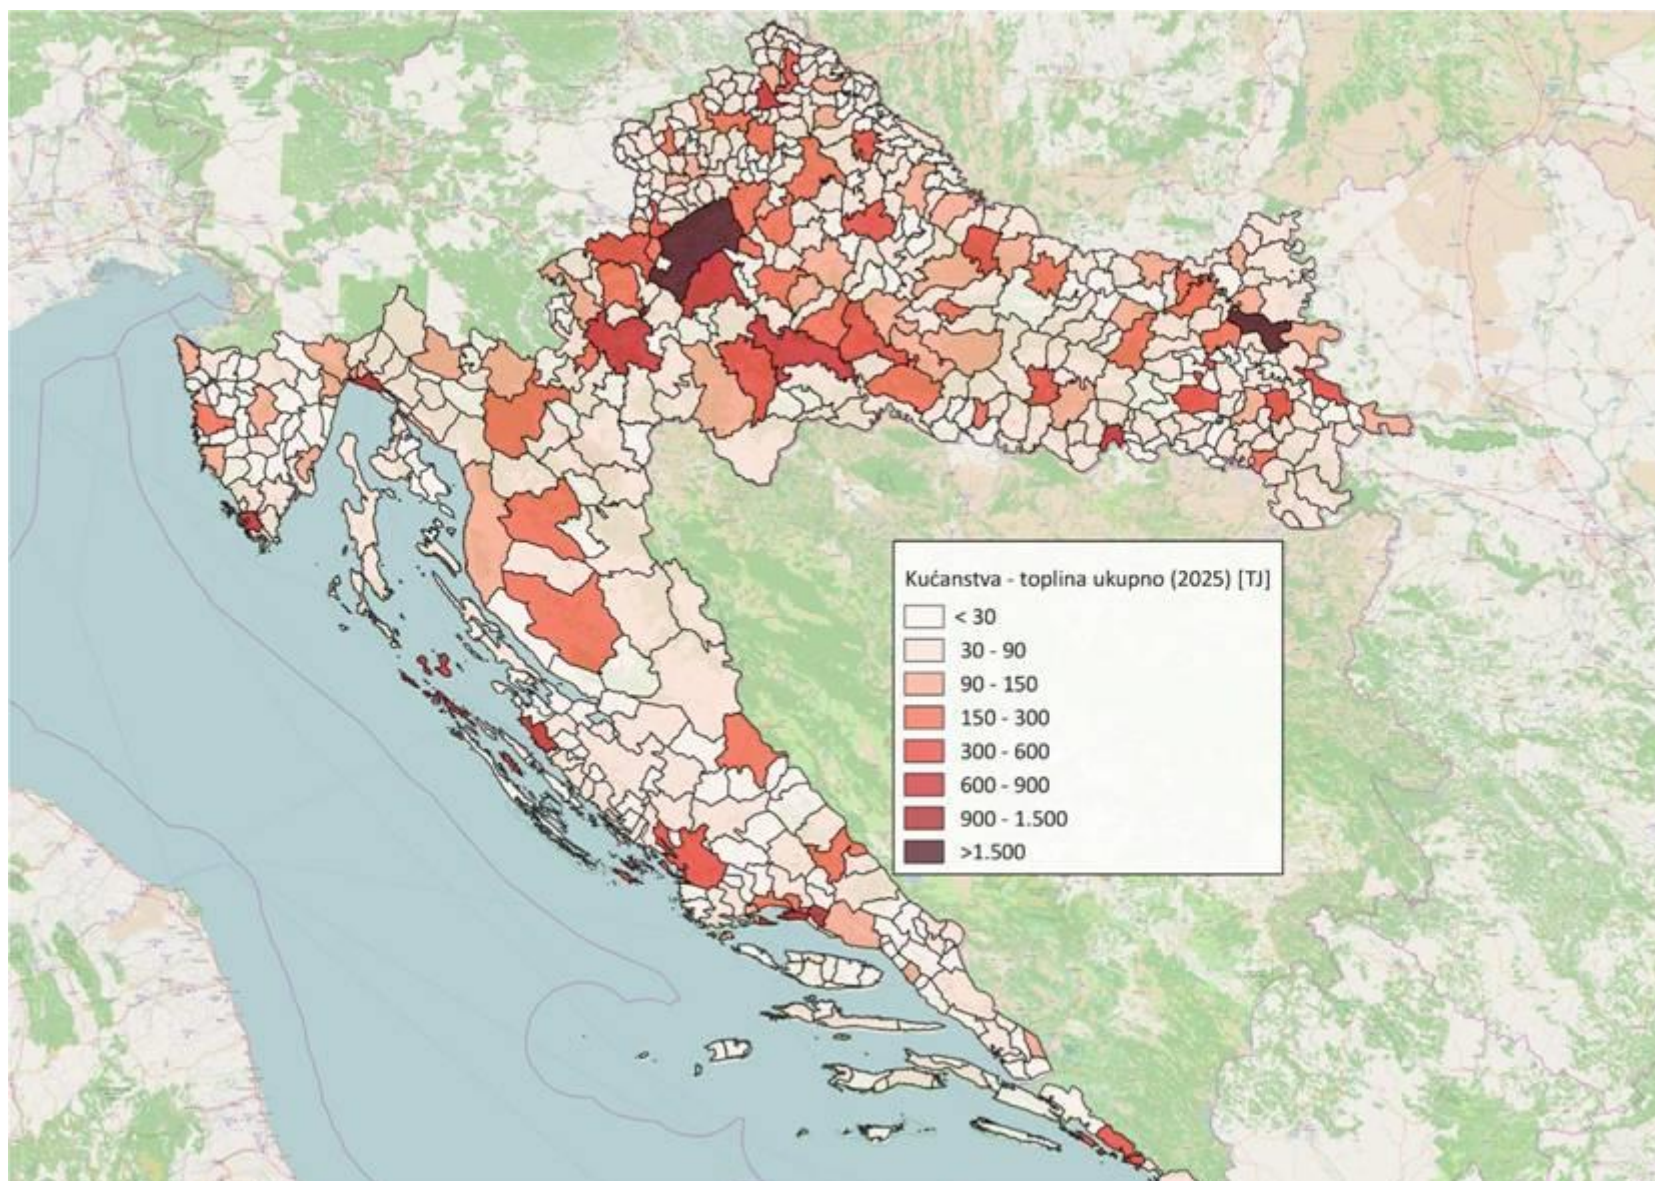 Kućanstva - toplina ukupno (2025) [TJ]
< 30
30 - 90
90 - 150
150 - 300
300 - 600
600 - 900
900 - 1.500
>1.500